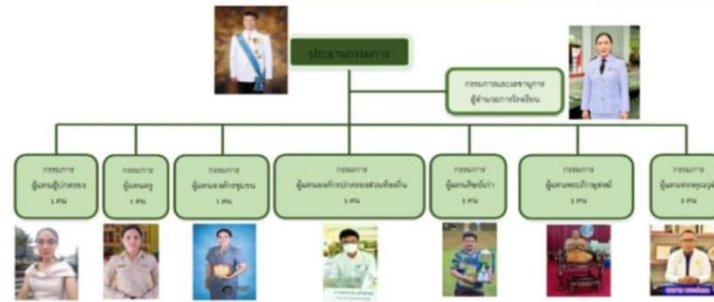 ประธานกรรมการ
กรรมการและเลขานุการ
ผู้อำนวยการโรงเรียน
กรรมการ
ผู้แทนผู้ปกครอง
1 คน
กรรมการ
ผู้แทนครู
1 คน
กรรมการ
ผู้แทนองค์กรชุมชน
1 คน
กรรมการ
ผู้แทนองค์กรปกครองส่วนท้องถิ่น
1 คน
กรรมการ
ผู้แทนศิษย์เก่า
1 คน
กรรมการ
ผู้แทนพระภิกษุสงฆ์
1 คน
กรรมการ
1 คน